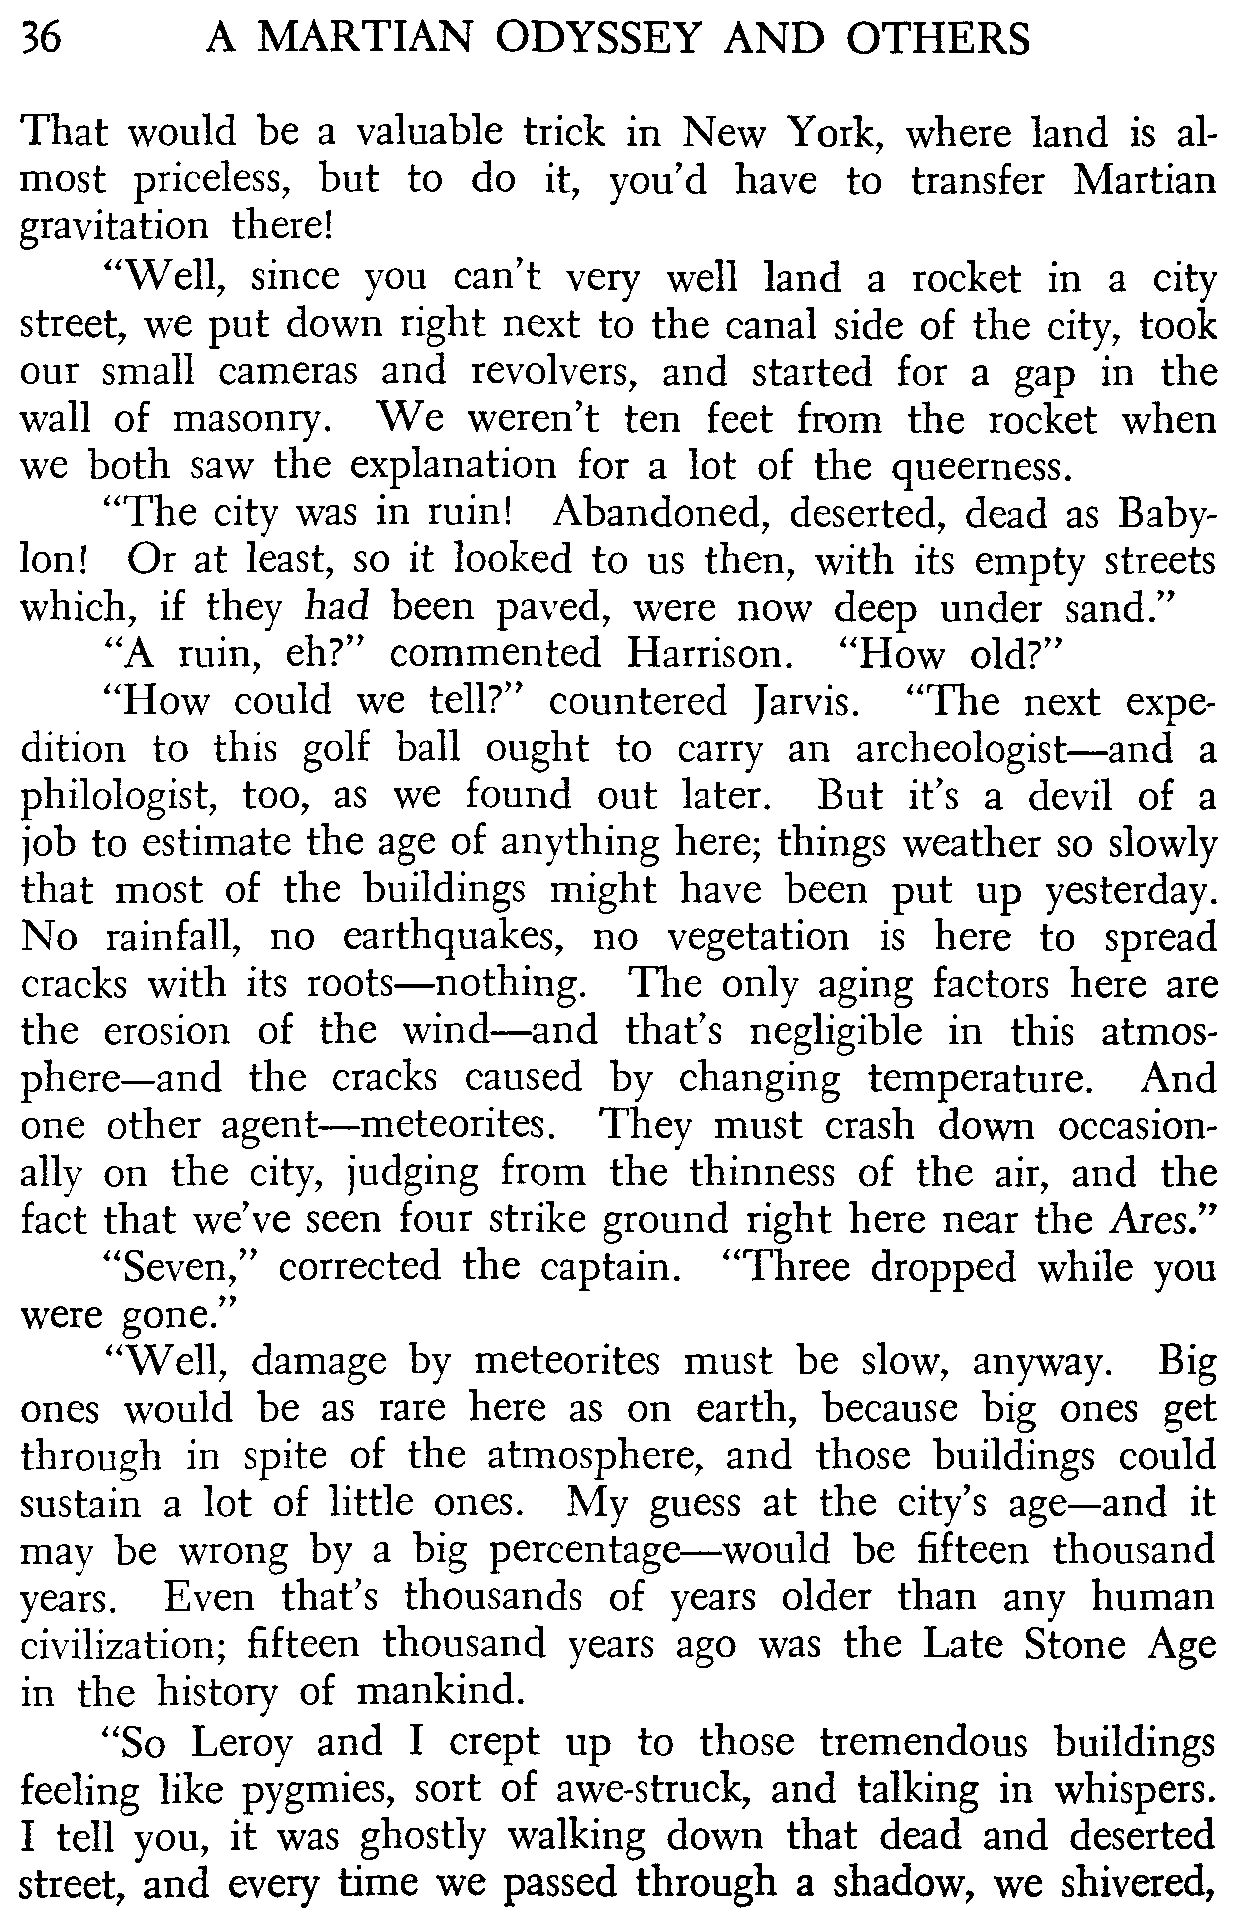 36 A MARTIAN ODYSSEY AND OTHERS
That would be a valuable trick in New York, where land is al-
most priceless, but to do it, you'd have to transfer Martian
gravitation there!
"Well, since you can't very well land a rocket in a city
street, we put down right next to the canal side of the city, took
our small cameras and revolvers, and started for a gap in the
wall of masonry. We weren't ten feet from the rocket when
we both saw the explanation for a lot of the queerness.
"The city was in ruin! Abandoned, deserted, dead as Baby-
lon! Or at least, so it looked to us then, with its empty streets
which, if they had been paved, were now deep under sand."
"A ruin, eh?" commented Harrison. "How old?"
"How could we tell?" countered Jarvis. "The next expe-
dition to this golf ball ought to carry an archeologist—and a
philologist, too, as we found out later. But it's a devil of a
job to estimate the age of anything here; things weather so slowly
that most of the buildings might have been put up yesterday.
No rainfall, no earthquakes, no vegetation is here to spread
cracks with its roots—nothing. The only aging factors here are
the erosion of the wind—and that's negligible in this atmos-
phere—and the cracks caused by changing temperature. And
one other agent—meteorites. They must crash down occasion-
ally on the city, judging from the thinness of the air, and the
fact that we've seen four strike ground right here near the Ares."
"Seven," corrected the captain. "Three dropped while you
were gone."
"Well, damage by meteorites must be slow, anyway. Big
ones would be as rare here as on earth, because big ones get
through in spite of the atmosphere, and those buildings could
sustain a lot of little ones. My guess at the city's age—and it
may be wrong by a big percentage—would be fifteen thousand
years. Even that's thousands of years older than any human
civilization; fifteen thousand years ago was the Late Stone Age
in the history of mankind.
"So Leroy and I crept up to those tremendous buildings
feeling like pygmies, sort of awe-struck, and talking in whispers.
I tell you, it was ghostly walking down that dead and deserted
street, and every time we passed through a shadow, we shivered,